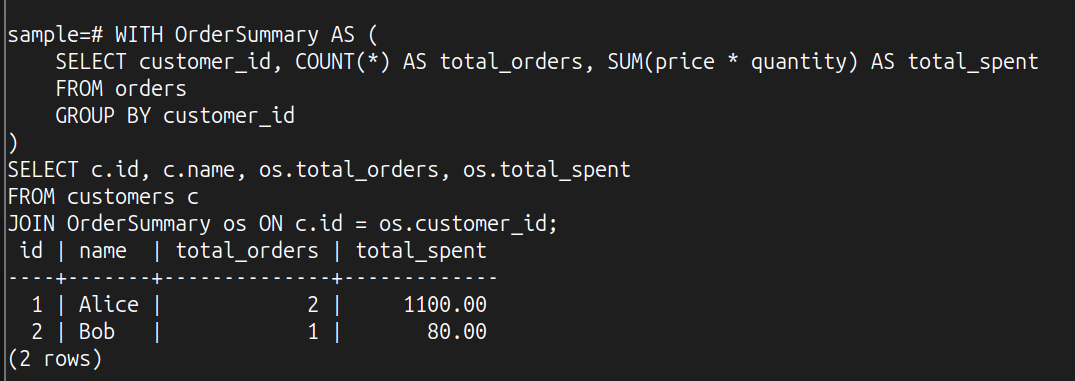 sample=# WITH OrderSummary AS (
    SELECT customer_id, COUNT(*) AS total_orders, SUM(price * quantity) AS total_spent
    FROM orders
    GROUP BY customer_id
)
SELECT c.id, c.name, os.total_orders, os.total_spent
FROM customers c
JOIN OrderSummary os ON c.id = os.customer_id;
 id | name  | total_orders | total_spent
----+-------+--------------+-------------
  1 | Alice |            2 |     1100.00
  2 | Bob   |            1 |       80.00
(2 rows)